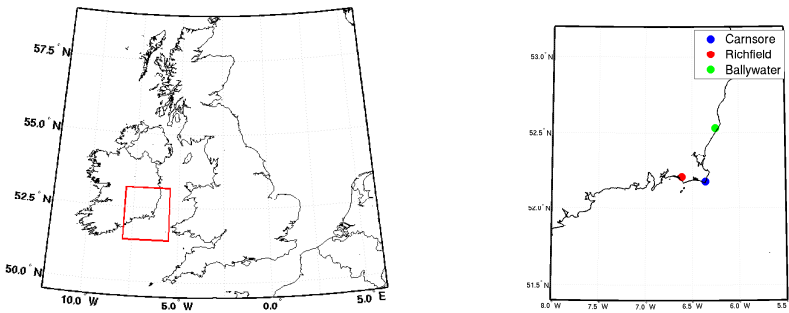 57.5° N
55.0° N
52.5° N
50.0° N
10.0° W
5.0° W
0.0°
5.0° E
Carnsore
Richfield
Ballywater
53.0° N
52.5° N
52.0° N
51.5° N
8.0° W
7.5° W
7.0° W
6.5° W
6.0° W
5.5° W